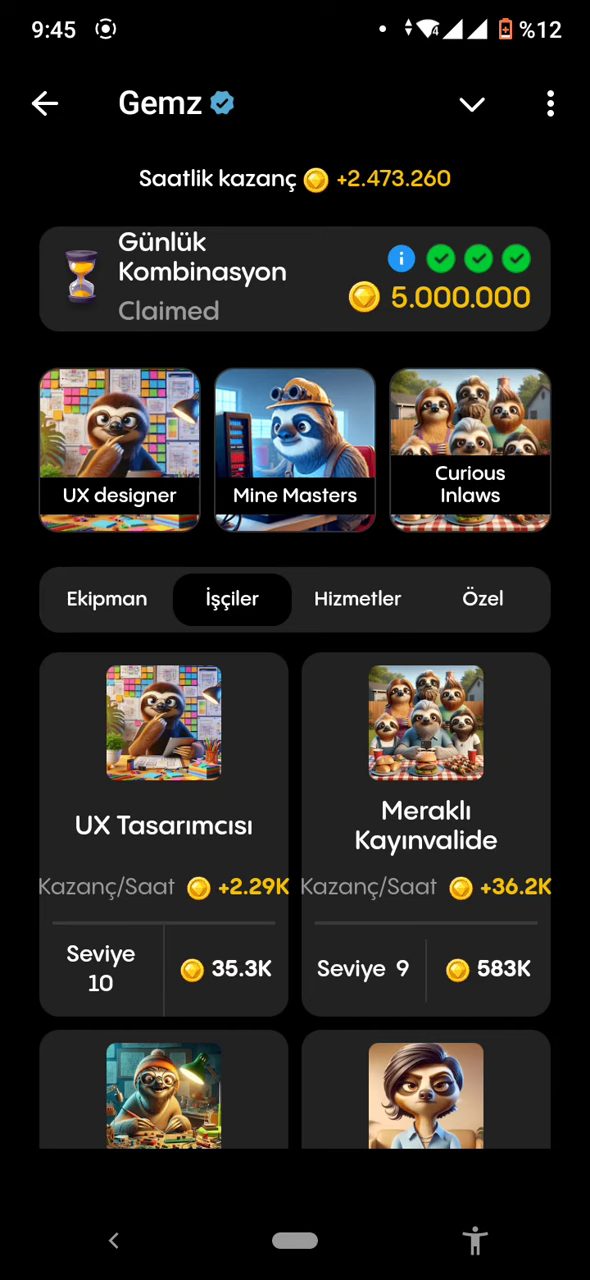 9:45
4
%12
Gemz
Saatlik kazanç +2.473.260
Günlük
Kombinasyon
Claimed
5.000.000
UX designer
Mine Masters
Curious
Inlaws
Ekipman İşçiler Hizmetler Özel
UX Tasarımcısı
Kazanç/Saat +2.29K
Seviye
10
35.3K
Meraklı
Kayınvalide
Kazanç/Saat +36.2K
Seviye 9
583K